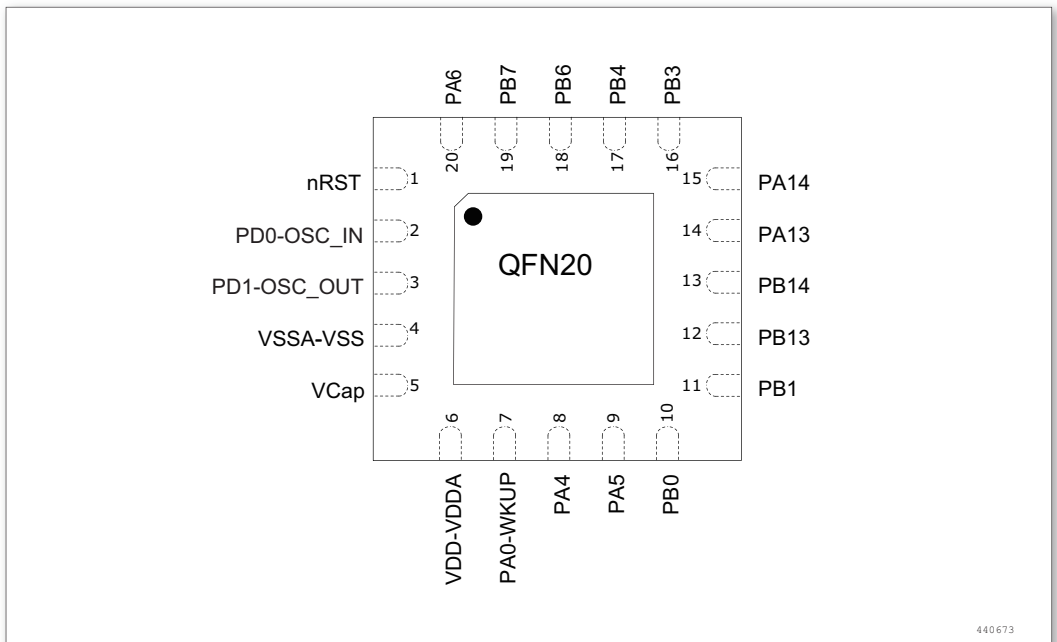 PA6
PB7
PB6
PB4
PB3
20
19
18
17
16
nRST 1
PD0-OSC_IN 2
PD1-OSC_OUT 3
VSSA-VSS 4
VCap 5
QFN20
15 PA14
14 PA13
13 PB14
12 PB13
11 PB1
6
7
8
9
10
VDD-VDDA
PA0-WKUP
PA4
PA5
PB0
440673